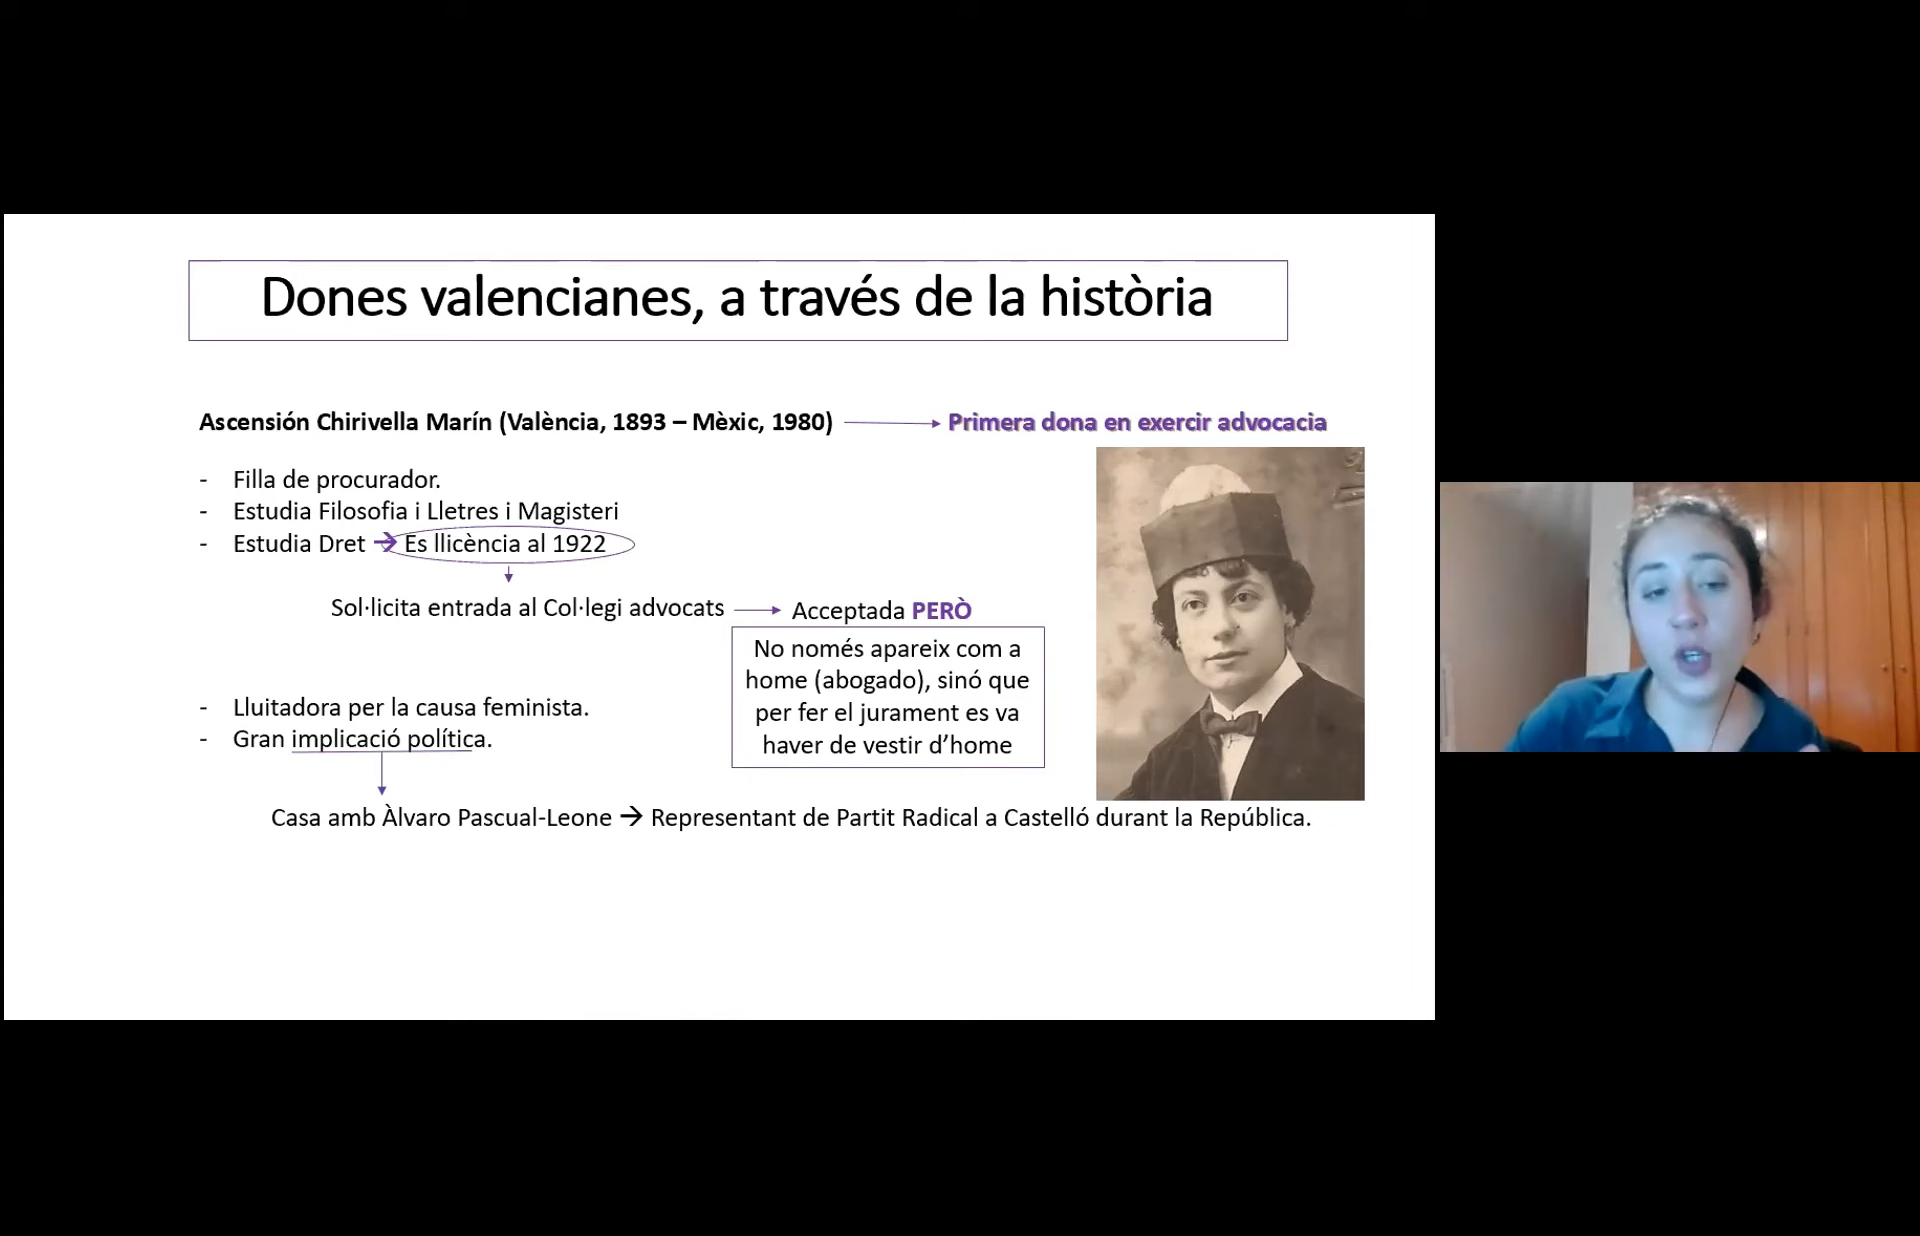 Dones valencianes, a través de la història
Ascensión Chirivella Marín (València, 1893 – Mèxic, 1980)
Primera dona en exercir advocacia
- Filla de procurador.
- Estudia Filosofia i Lletres i Magisteri
- Estudia Dret → Es llicència al 1922
Sol·licita entrada al Col·legi advocats
Acceptada PERÒ
No només apareix com a
home (abogado), sinó que
per fer el jurament es va
haver de vestir d’home
- Lluitadora per la causa feminista.
- Gran implicació política.
Casa amb Àlvaro Pascual-Leone → Representant de Partit Radical a Castelló durant la República.